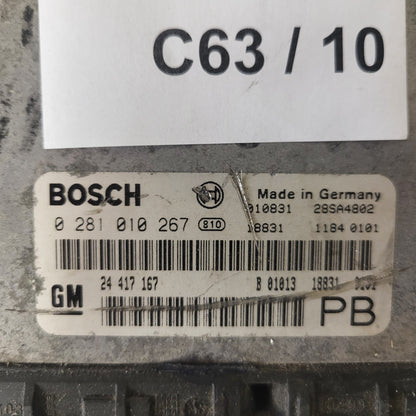 C63 / 10
BOSCH Made in Germany
010831 28SA4802
0 281 010 267 810 18831 1184 0101
24 417 167 B 01013 18831
GM PB